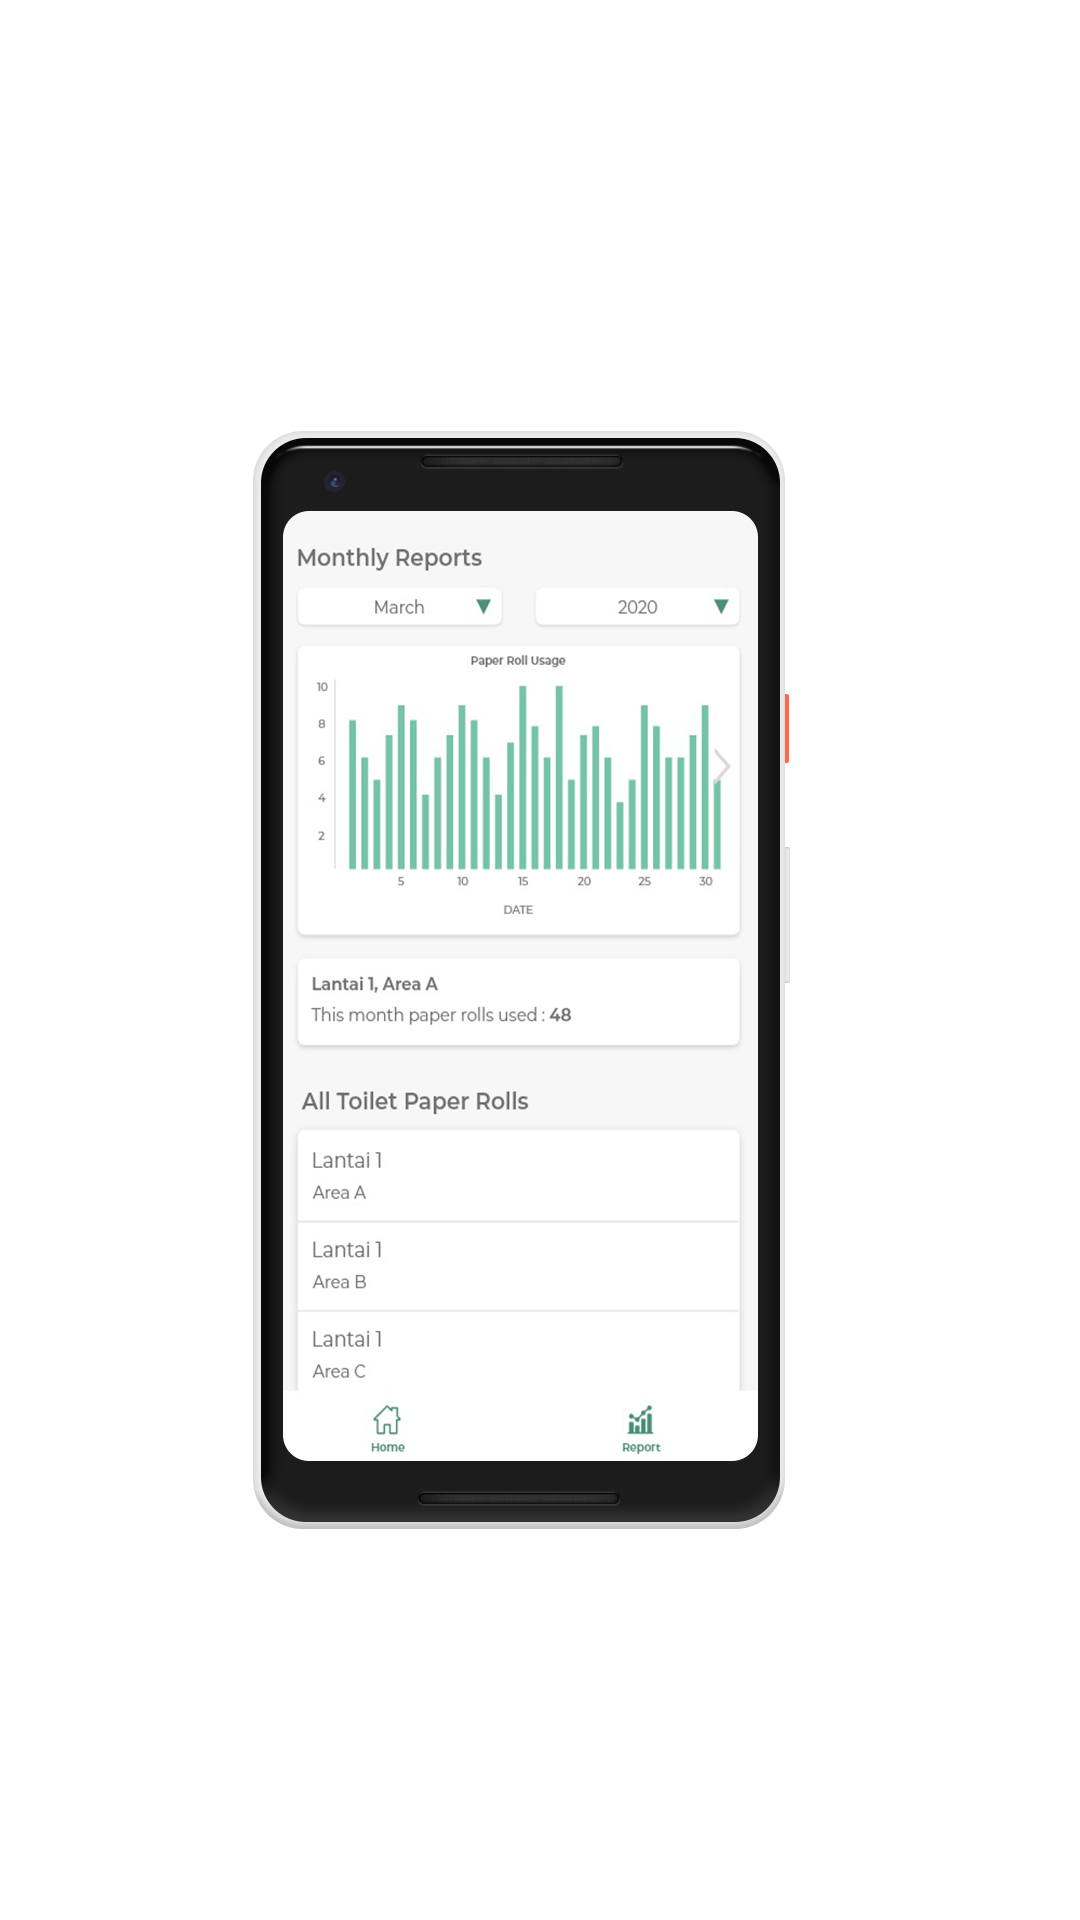 Monthly Reports
March
2020
Paper Roll Usage
10
8
6
4
2
5 10 15 20 25 30
DATE
Lantai 1, Area A
This month paper rolls used : 48
All Toilet Paper Rolls
Lantai 1
Area A
Lantai 1
Area B
Lantai 1
Area C
Home
Report